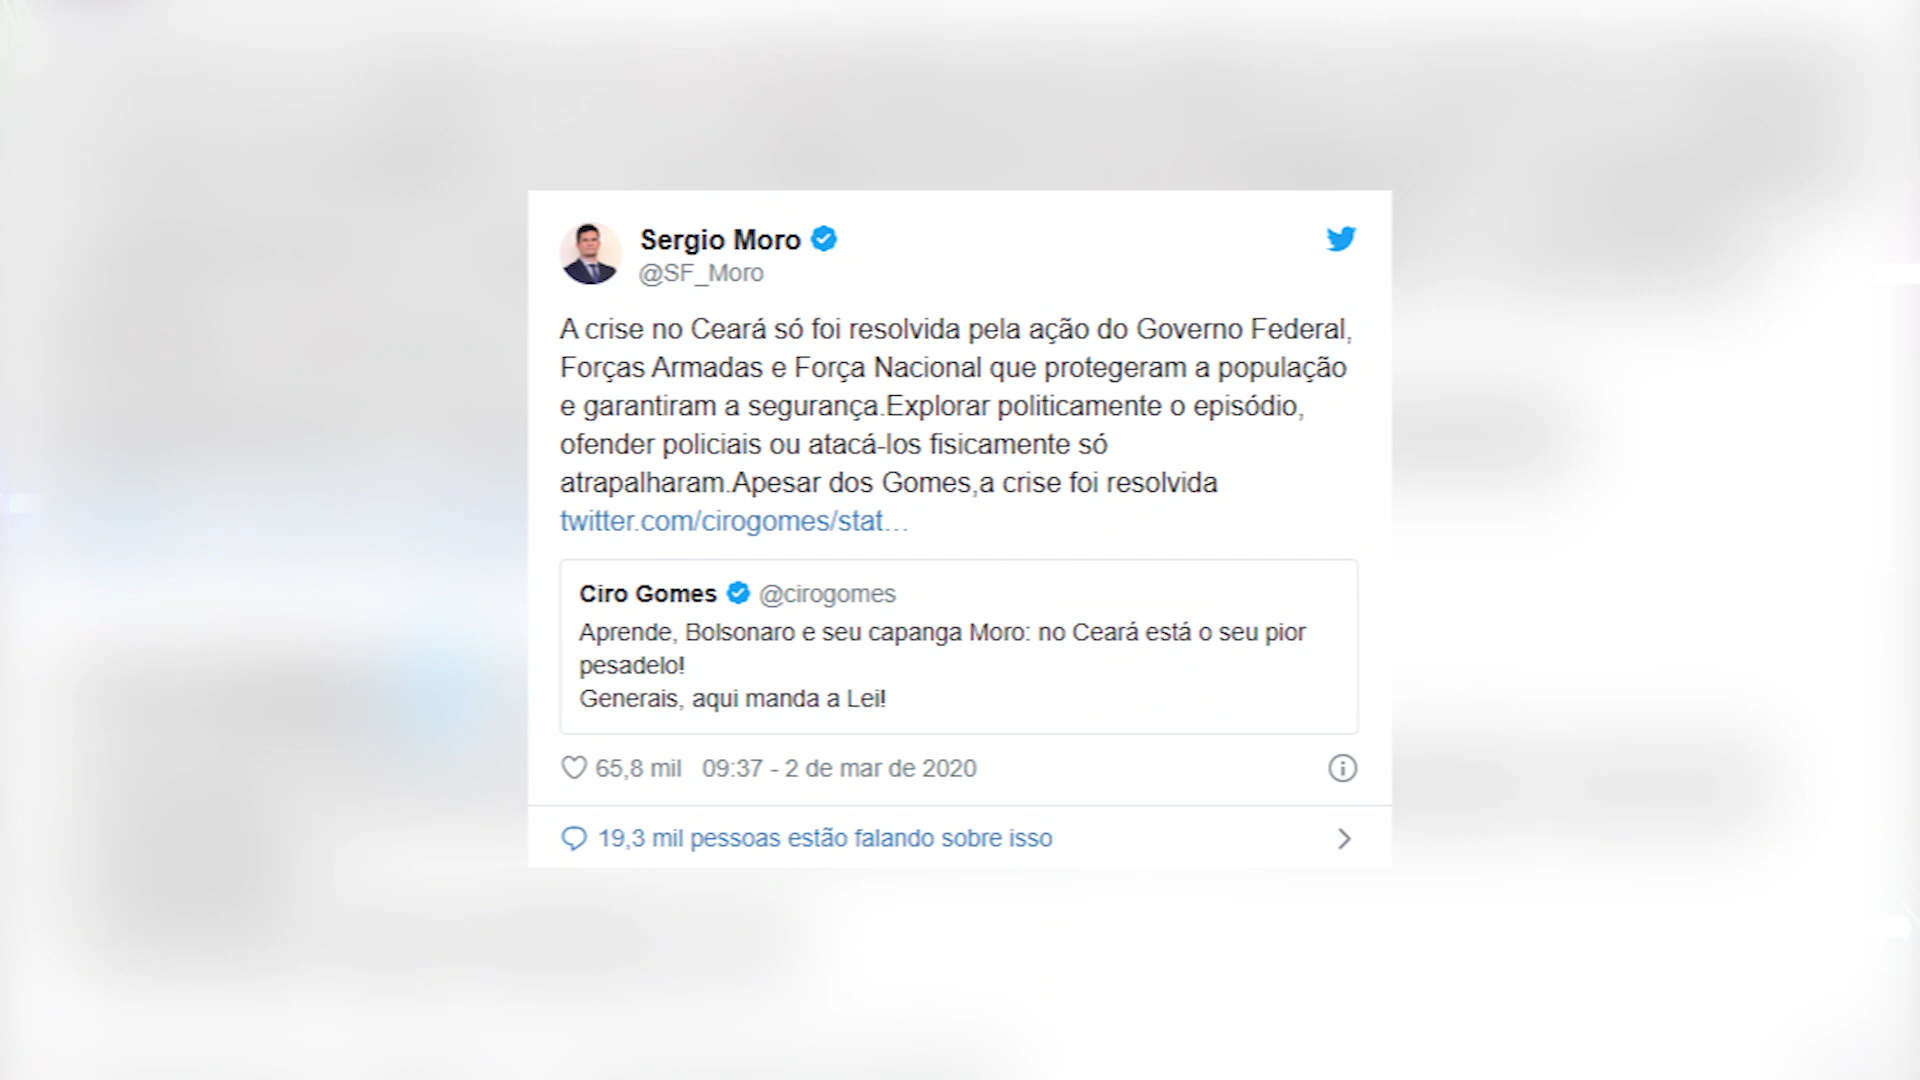 Sergio Moro
@SF_Moro
A crise no Ceará só foi resolvida pela ação do Governo Federal,
Forças Armadas e Força Nacional que protegeram a população
e garantiram a segurança.Explorar politicamente o episódio,
ofender policiais ou atacá-los fisicamente só
atrapalharam.Apesar dos Gomes,a crise foi resolvida
twitter.com/cirogomes/stat…
Ciro Gomes @cirogomes
Aprende, Bolsonaro e seu capanga Moro: no Ceará está o seu pior
pesadelo!
Generais, aqui manda a Lei!
65,8 mil 09:37 - 2 de mar de 2020
19,3 mil pessoas estão falando sobre isso